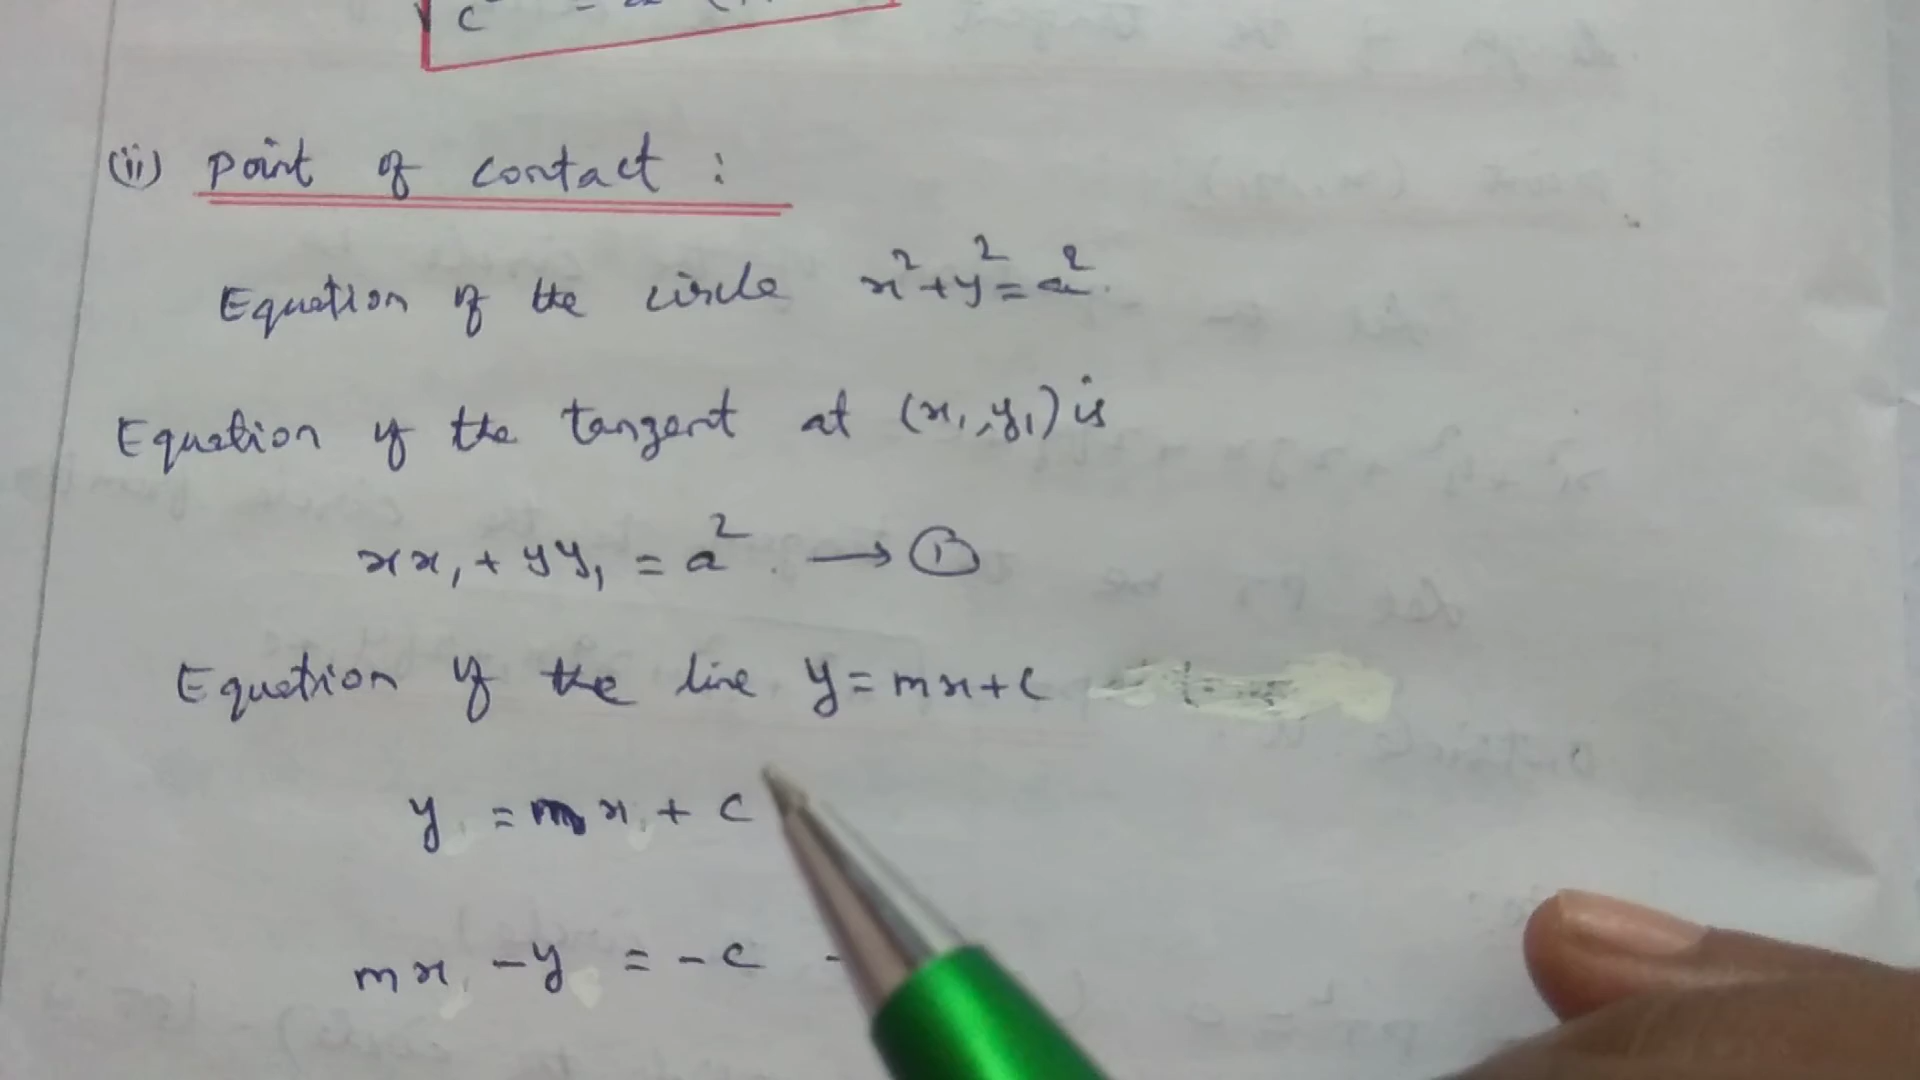 (ii) point of contact :
Equation of the circle x² + y² = a².
Equation of the tangent at (x₁, y₁) is
xx₁ + yy₁ = a². → ①
Equation of the line y = mx + c
y = mx + c
mx - y = -c -